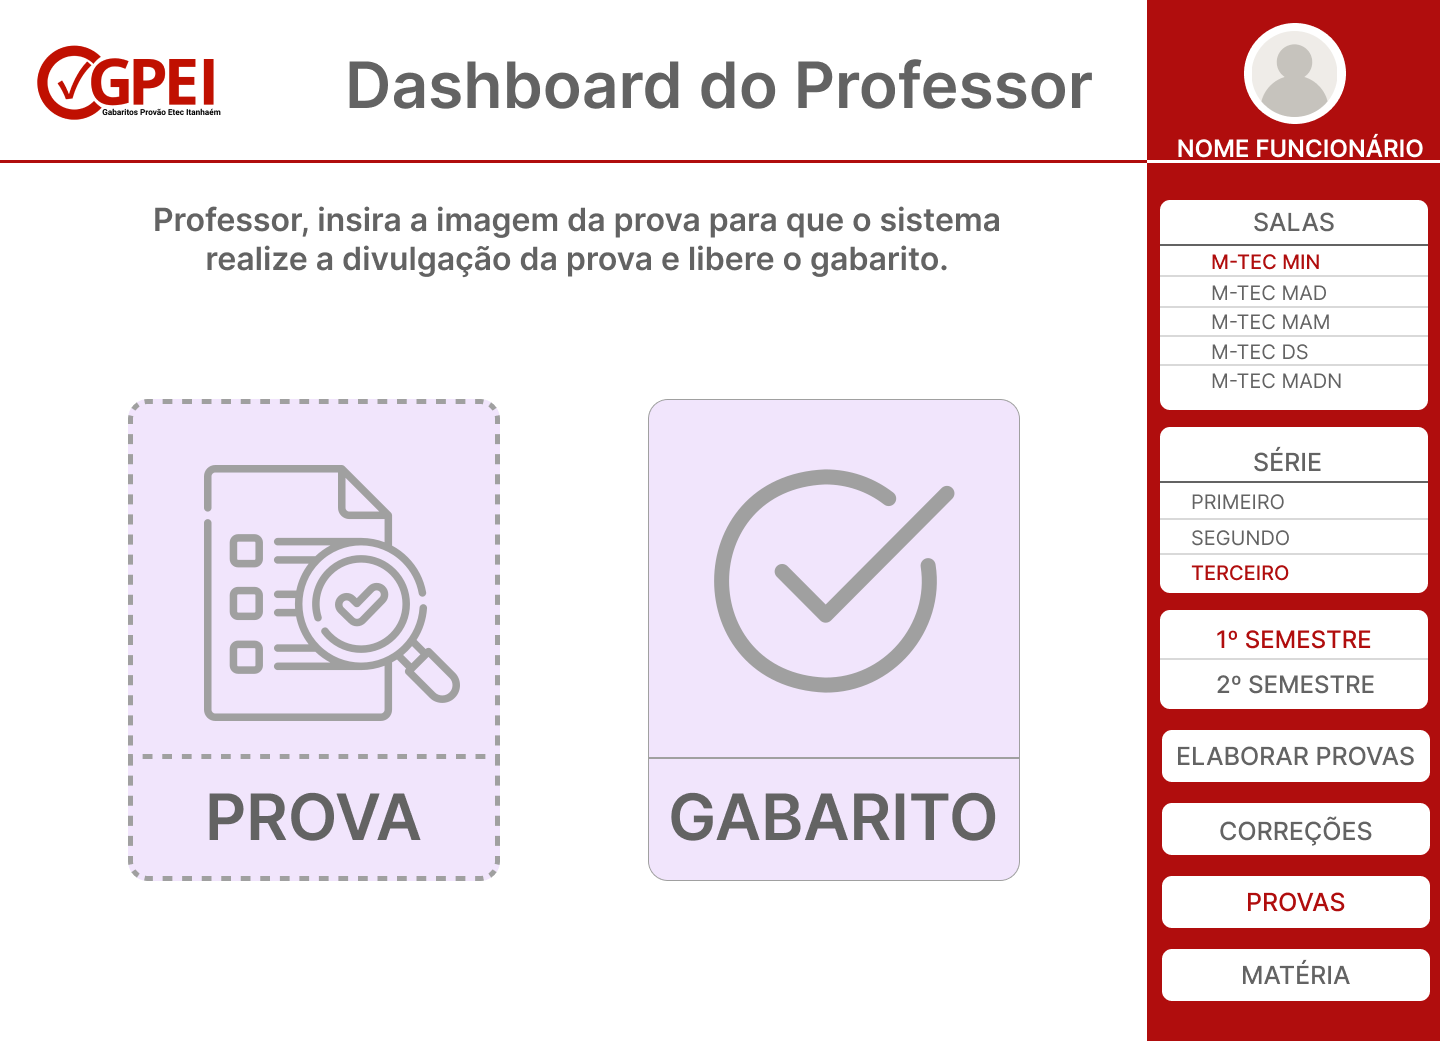 GPEI
Gabaritos Provão Etec Itanhaém
Dashboard do Professor
NOME FUNCIONÁRIO
Professor, insira a imagem da prova para que o sistema
realize a divulgação da prova e libere o gabarito.
PROVA
GABARITO
SALAS
M-TEC MIN
M-TEC MAD
M-TEC MAM
M-TEC DS
M-TEC MADN
SÉRIE
PRIMEIRO
SEGUNDO
TERCEIRO
1º SEMESTRE
2º SEMESTRE
ELABORAR PROVAS
CORREÇÕES
PROVAS
MATÉRIA